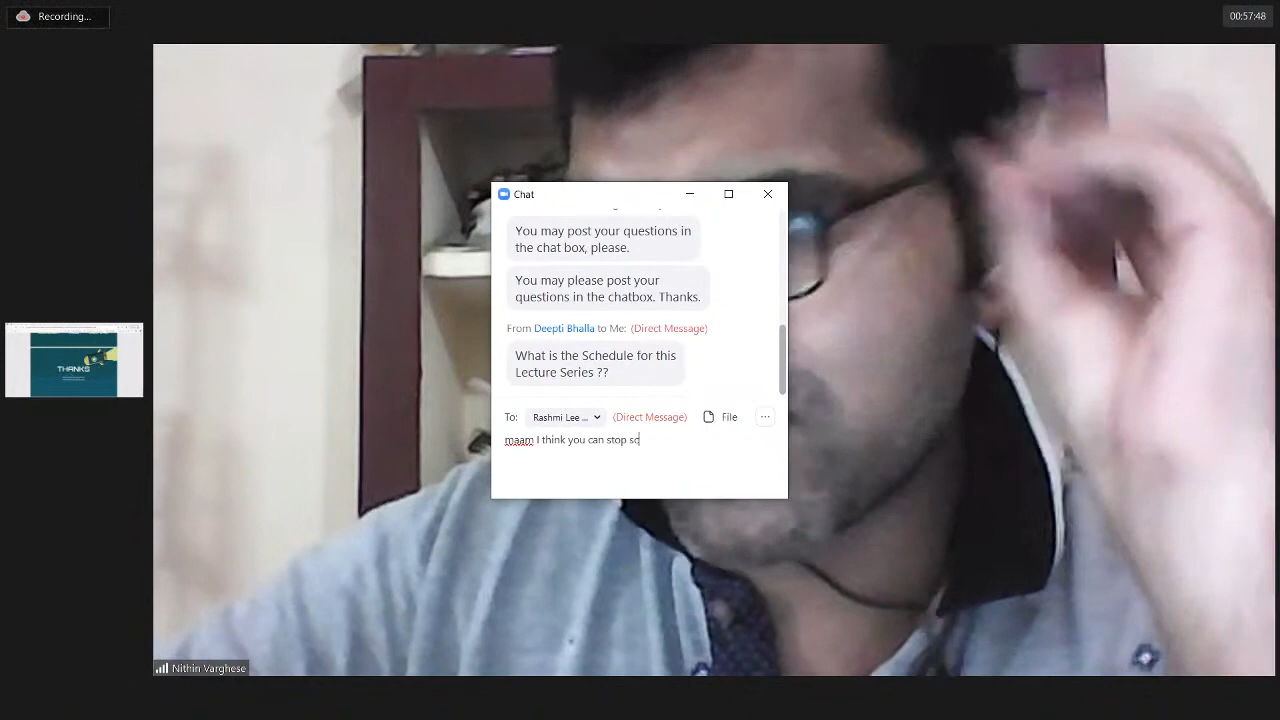 Recording...
00:57:48
Chat
You may post your questions in
the chat box, please.
You may please post your
questions in the chatbox. Thanks.
From Deepti Bhalla to Me: (Direct Message)
What is the Schedule for this
Lecture Series ??
To: Rashmi Lee ... (Direct Message) File ...
maam I think you can stop sc
THANKS
Nithin Varghese